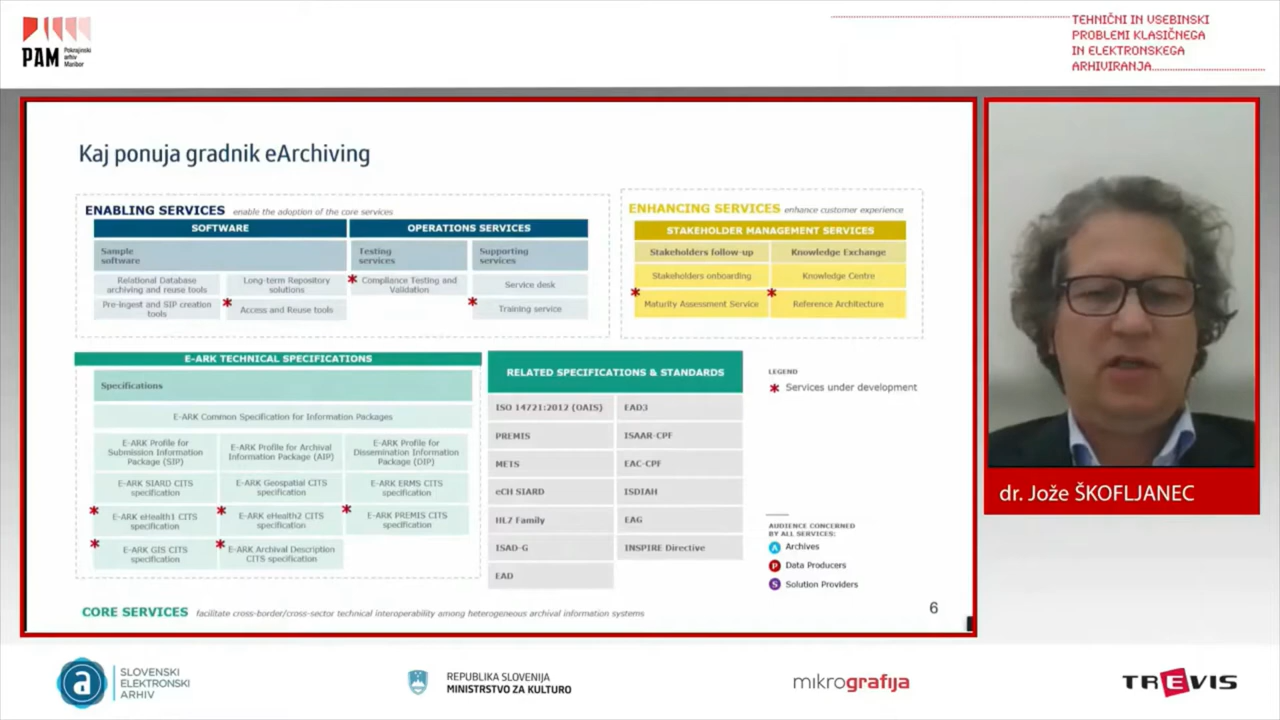 PAM Pokrajinski
arhiv
Maribor
TEHNIČNI IN VSEBINSKI
PROBLEMI KLASIČNEGA
IN ELEKTRONSKEGA
ARHIVIRANJA
Kaj ponuja gradnik eArchiving
ENABLING SERVICES enable the adoption of the core services
SOFTWARE
OPERATIONS SERVICES
Sample
software
Testing
services
Supporting
services
Relational Database
archiving and reuse tools
Long-term Repository
solutions
* Compliance Testing and
Validation
Service desk
Pre-ingest and SIP creation
tools
* Access and Reuse tools
* Training service
ENHANCING SERVICES enhance customer experience
STAKEHOLDER MANAGEMENT SERVICES
Stakeholders follow-up
Knowledge Exchange
Stakeholders onboarding
Knowledge Centre
* Maturity Assessment Service
* Reference Architecture
E-ARK TECHNICAL SPECIFICATIONS
Specifications
E-ARK Common Specification for Information Packages
E-ARK Profile for
Submission Information
Package (SIP)
E-ARK Profile for Archival
Information Package (AIP)
E-ARK Profile for
Dissemination Information
Package (DIP)
E-ARK SIARD CITS
specification
E-ARK Geospatial CITS
specification
E-ARK ERMS CITS
specification
* E-ARK eHealth1 CITS
specification
* E-ARK eHealth2 CITS
specification
* E-ARK PREMIS CITS
specification
* E-ARK GIS CITS
specification
* E-ARK Archival Description
CITS specification
RELATED SPECIFICATIONS & STANDARDS
ISO 14721:2012 (OAIS)
EAD3
PREMIS
ISAAR-CPF
METS
EAC-CPF
eCH SIARD
ISDIAH
HL7 Family
EAG
ISAD-G
INSPIRE Directive
EAD
LEGEND
* Services under development
AUDIENCE CONCERNED
BY ALL SERVICES:
A Archives
P Data Producers
S Solution Providers
CORE SERVICES facilitate cross-border/cross-sector technical interoperability among heterogeneous archival information systems
6
dr. Jože ŠKOFLJANEC
a SLOVENSKI
ELEKTRONSKI
ARHIV
REPUBLIKA SLOVENIJA
MINISTRSTVO ZA KULTURO
mikrografija
TREVIS